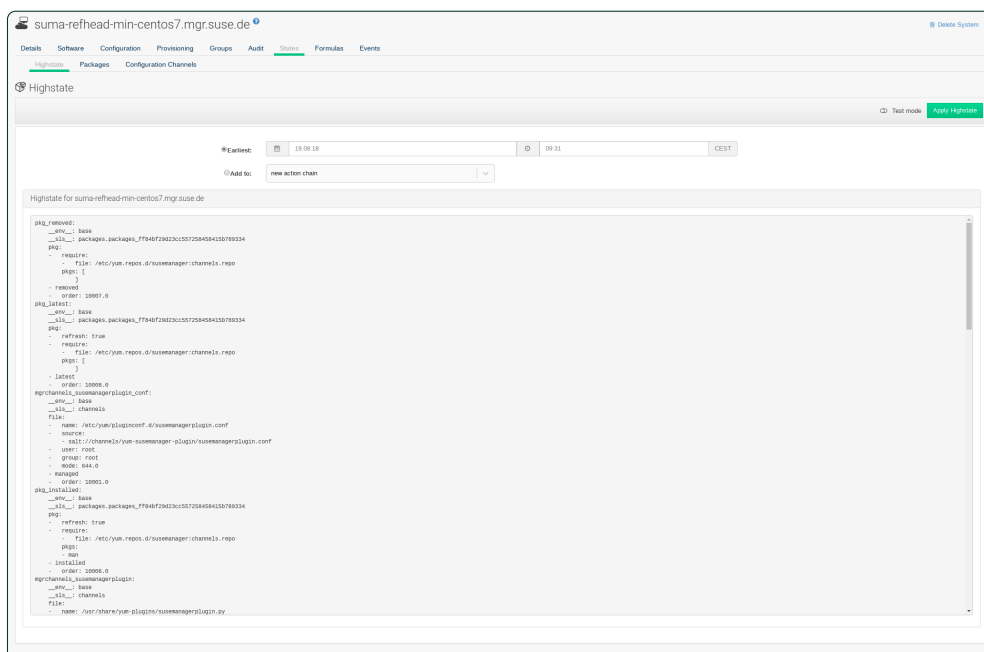 suma-refhead-min-centos7.mgr.suse.de ?
Delete System
Details Software Configuration Provisioning Groups Audit States Formulas Events
Highstate Packages Configuration Channels
Highstate
Test mode Apply Highstate
Earliest: 19.08.18 09:31 CEST
Add to: new action chain
Highstate for suma-refhead-min-centos7.mgr.suse.de
pkg_removed:
__env__: base
__sls__: packages.packages_ff84bf29d23cc557258458415b789334
pkg:
- require:
- file: /etc/yum.repos.d/susemanager:channels.repo
pkgs: [
]
- removed
- order: 10007.0
pkg_latest:
__env__: base
__sls__: packages.packages_ff84bf29d23cc557258458415b789334
pkg:
- refresh: true
- require:
- file: /etc/yum.repos.d/susemanager:channels.repo
pkgs: [
]
- latest
- order: 10008.0
mgrchannels_susemanagerplugin_conf:
__env__: base
__sls__: channels
file:
- name: /etc/yum/pluginconf.d/susemanagerplugin.conf
- source:
- salt://channels/yum-susemanager-plugin/susemanagerplugin.conf
- user: root
- group: root
- mode: 644.0
- managed
- order: 10001.0
pkg_installed:
__env__: base
__sls__: packages.packages_ff84bf29d23cc557258458415b789334
pkg:
- refresh: true
- require:
- file: /etc/yum.repos.d/susemanager:channels.repo
pkgs:
- man
- installed
- order: 10006.0
mgrchannels_susemanagerplugin:
__env__: base
__sls__: channels
file:
- name: /usr/share/yum-plugins/susemanagerplugin.py